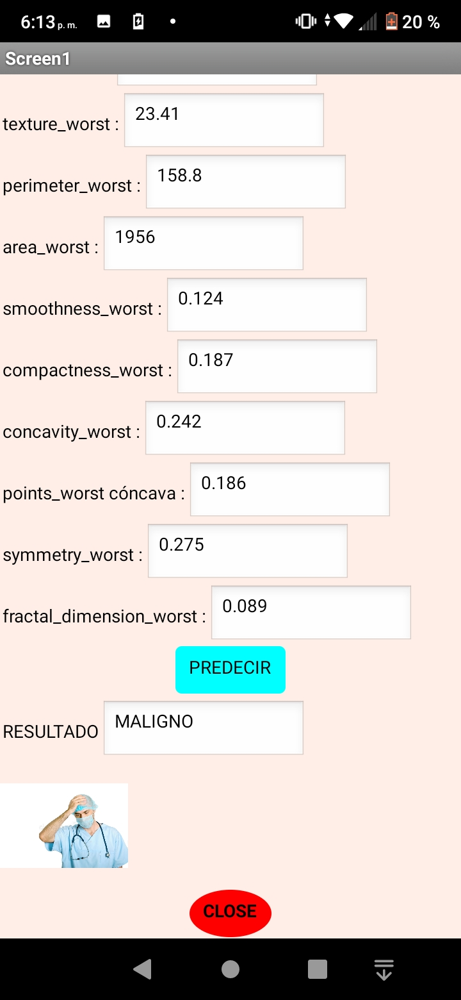 6:13 p. m. 20 %
Screen1
texture_worst : 23.41
perimeter_worst : 158.8
area_worst : 1956
smoothness_worst : 0.124
compactness_worst : 0.187
concavity_worst : 0.242
points_worst cóncava : 0.186
symmetry_worst : 0.275
fractal_dimension_worst : 0.089
PREDECIR
RESULTADO MALIGNO
CLOSE